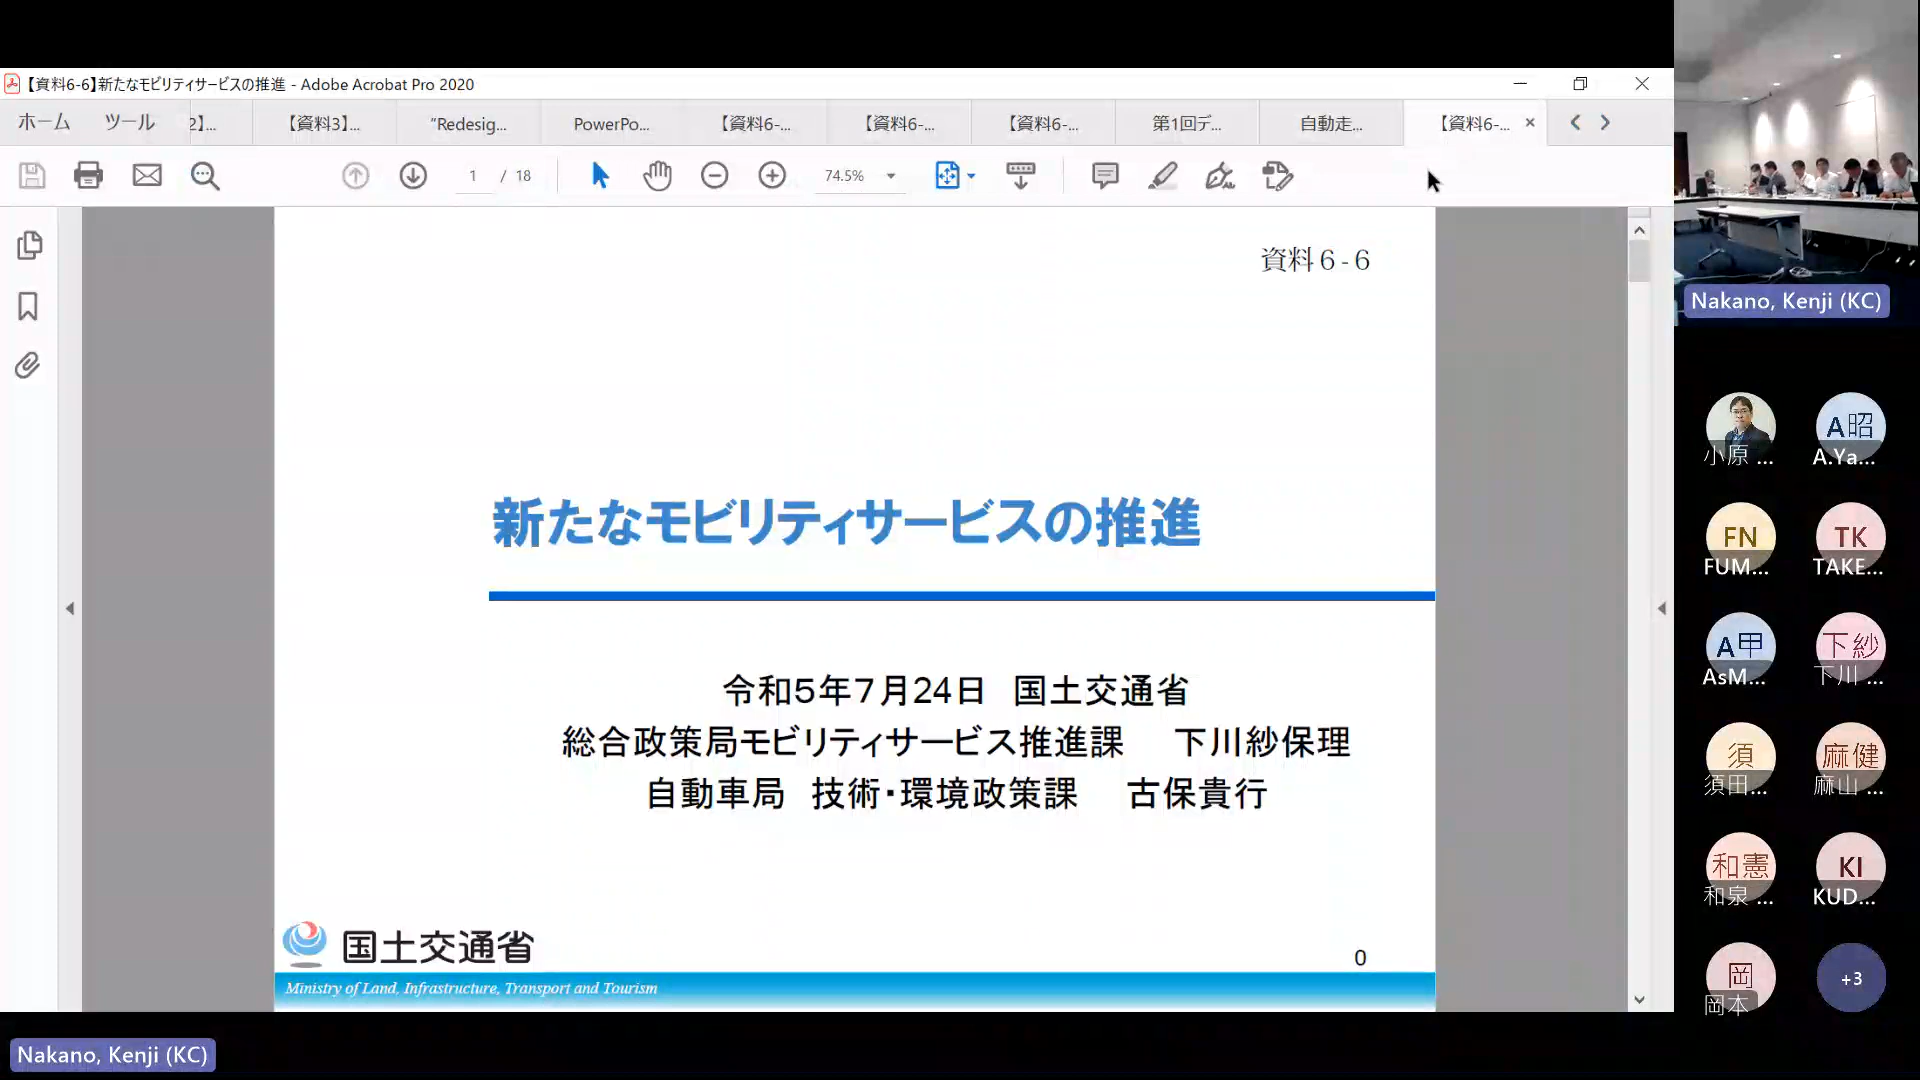 【資料6-6】新たなモビリティサービスの推進 - Adobe Acrobat Pro 2020
ホーム ツール 2】... 【資料3】... "Redesig... PowerPo... 【資料6-... 【資料6-... 【資料6-... 第1回デ... 自動走... 【資料6-...
1 / 18 74.5%
資料６-６
新たなモビリティサービスの推進
令和５年７月24日 国土交通省
総合政策局モビリティサービス推進課 下川紗保理
自動車局 技術・環境政策課 古保貴行
国土交通省
0
Ministry of Land, Infrastructure, Transport and Tourism
Nakano, Kenji (KC)
Nakano, Kenji (KC)
小原 ...
A昭
A.Ya...
FN
FUM...
TK
TAKE...
A甲
AsM...
下紗
下川 ...
須
須田...
麻健
麻山 ...
和憲
和泉 ...
KI
KUD...
岡
岡本
+3